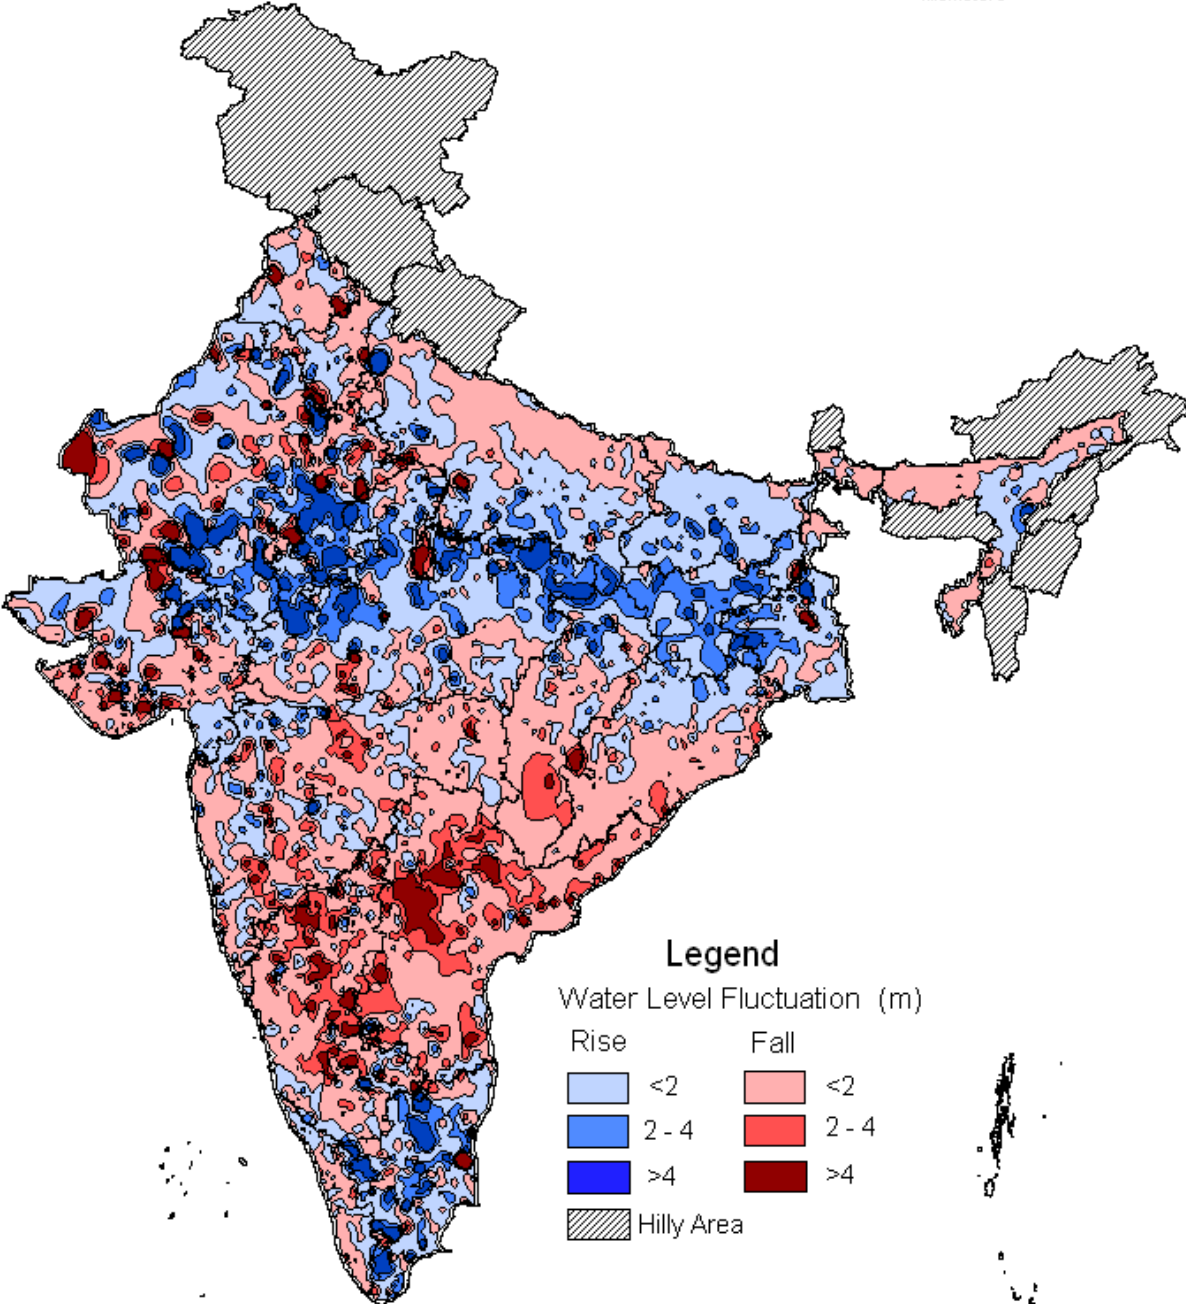 Legend
Water Level Fluctuation (m)
Rise Fall
<2 <2
2 - 4 2 - 4
>4 >4
Hilly Area